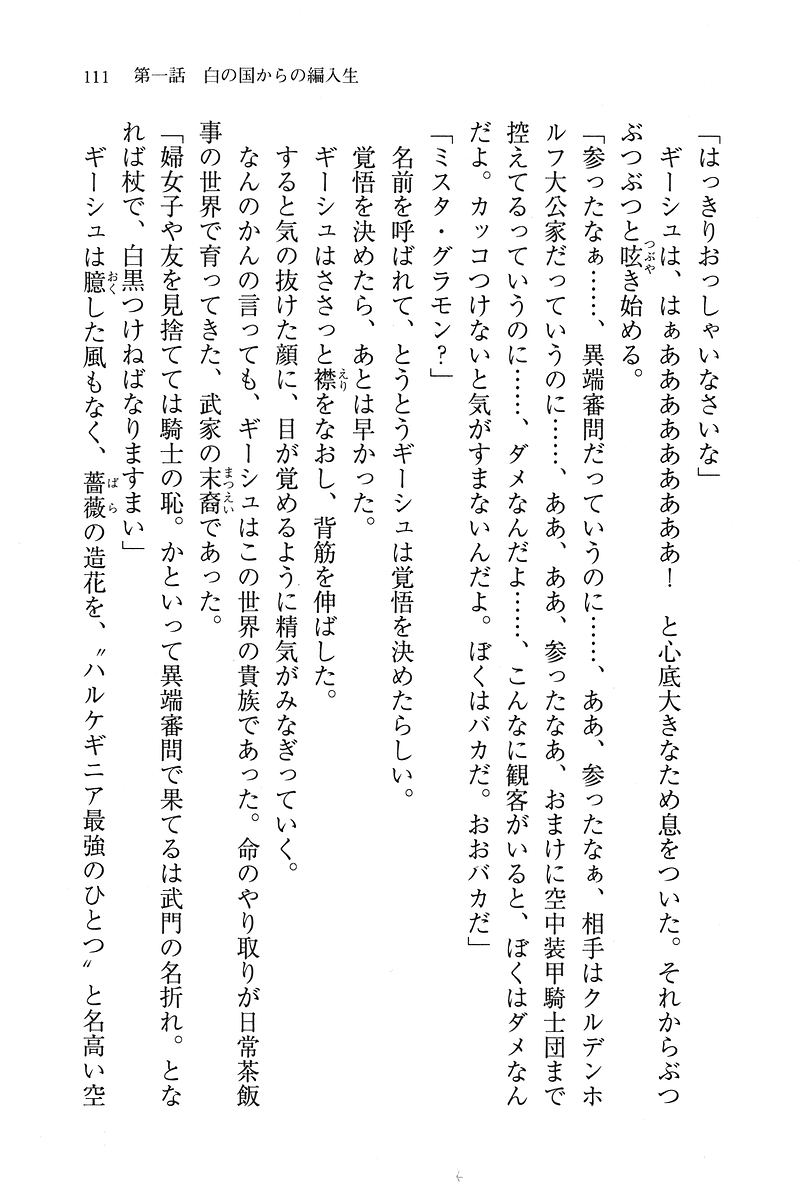 111　第一話　白の国からの編入生
「はっきりおっしゃいなさいな」
　ギーシュは、はぁああああああああ！　と心底大きなため息をついた。それからぶつ
ぶつぶつと呟き始める。
「参ったなぁ……、異端審問だっていうのに……、ああ、参ったなぁ、相手はクルデンホ
ルフ大公家だっていうのに……、ああ、ああ、参ったなあ、おまけに空中装甲騎士団まで
控えてるっていうのに……、ダメなんだよ……、こんなに観客がいると、ぼくはダメなん
だよ。カッコつけないと気がすまないんだよ。ぼくはバカだ。おおバカだ」
「ミスタ・グラモン？」
　名前を呼ばれて、とうとうギーシュは覚悟を決めたらしい。
　覚悟を決めたら、あとは早かった。
　ギーシュはささっと襟をなおし、背筋を伸ばした。
　すると気の抜けた顔に、目が覚めるように精気がみなぎっていく。
　なんのかんの言っても、ギーシュはこの世界の貴族であった。命のやり取りが日常茶飯
事の世界で育ってきた、武家の末裔であった。
「婦女子や友を見捨てては騎士の恥。かといって異端審問で果てるは武門の名折れ。とな
れば杖で、白黒つけねばなりますまい」
　ギーシュは臆した風もなく、薔薇の造花を、〝ハルケギニア最強のひとつ〟と名高い空